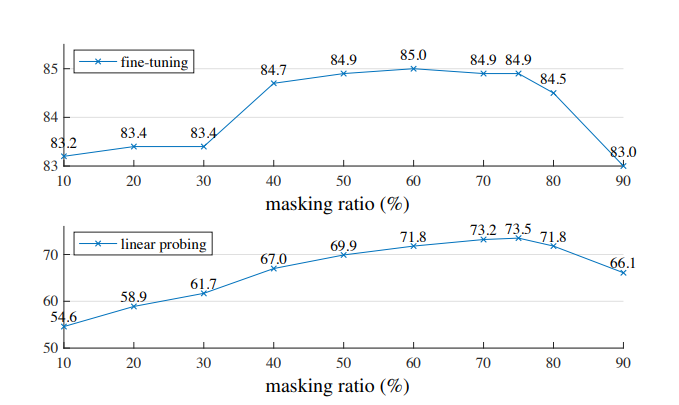 fine-tuning
83.2 83.4 83.4 84.7 84.9 85.0 84.9 84.9 84.5 83.0
85
84
83
10 20 30 40 50 60 70 80 90
masking ratio (%)
linear probing
54.6 58.9 61.7 67.0 69.9 71.8 73.2 73.5 71.8 66.1
70
60
50
10 20 30 40 50 60 70 80 90
masking ratio (%)